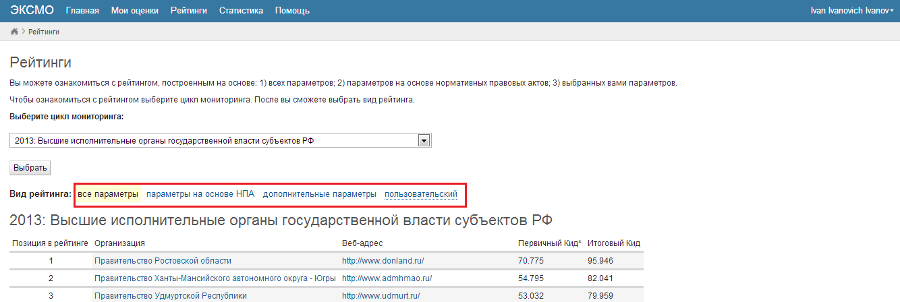 ЭКСМО Главная Мои оценки Рейтинги Статистика Помощь Ivan Ivanovich Ivanov
Рейтинги
Рейтинги
Вы можете ознакомиться с рейтингом, построенным на основе: 1) всех параметров; 2) параметров на основе нормативных правовых актов; 3) выбранных вами параметров.
Чтобы ознакомиться с рейтингом выберите цикл мониторинга. После вы сможете выбрать вид рейтинга.
Выберите цикл мониторинга:
2013: Высшие исполнительные органы государственной власти субъектов РФ
Выбрать
Вид рейтинга: все параметры параметры на основе НПА дополнительные параметры пользовательский
2013: Высшие исполнительные органы государственной власти субъектов РФ
Позиция в рейтинге Организация Веб-адрес Первичный Кид* Итоговый Кид
1 Правительство Ростовской области http://www.donland.ru/ 70.775 95.946
2 Правительство Ханты-Мансийского автономного округа - Югры http://www.admhmao.ru/ 54.795 82.041
3 Правительство Удмуртской Республики http://www.udmurt.ru/ 53.032 79.959